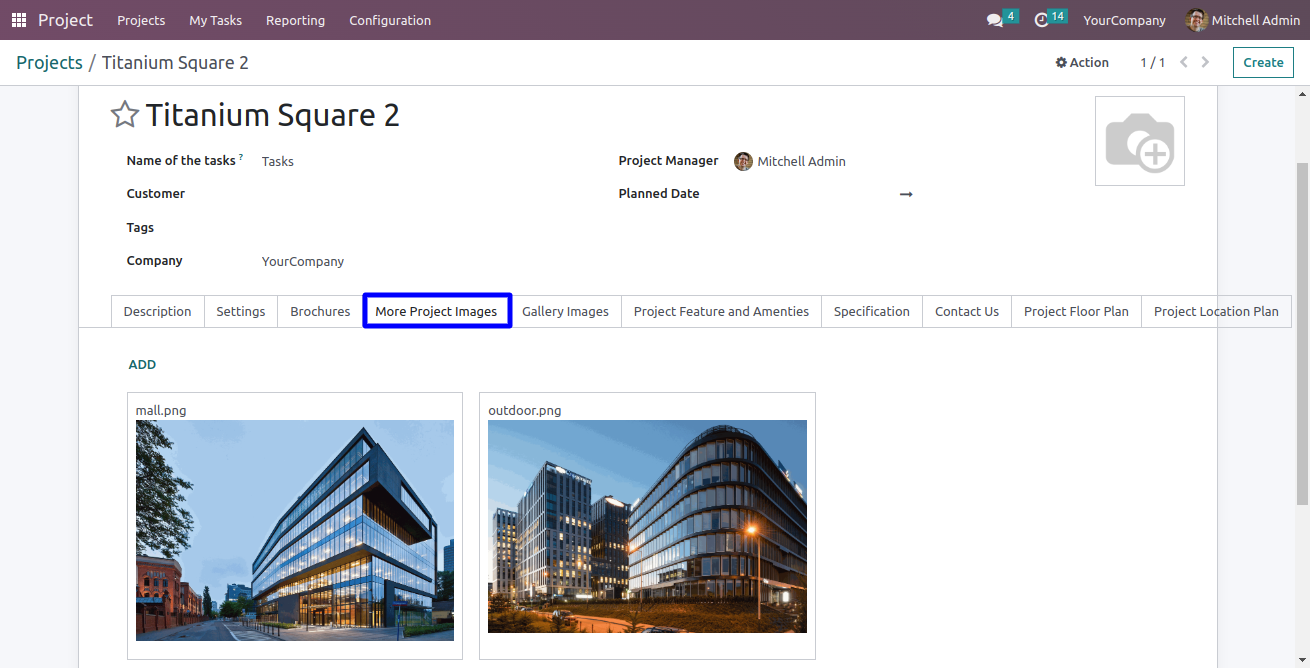 Project Projects My Tasks Reporting Configuration 4 14 YourCompany Mitchell Admin
Projects / Titanium Square 2 Action 1 / 1 Create
Titanium Square 2
Name of the tasks ? Tasks Project Manager Mitchell Admin
Customer Planned Date
Tags
Company YourCompany
Description Settings Brochures More Project Images Gallery Images Project Feature and Amenties Specification Contact Us Project Floor Plan Project Location Plan
ADD
mall.png outdoor.png